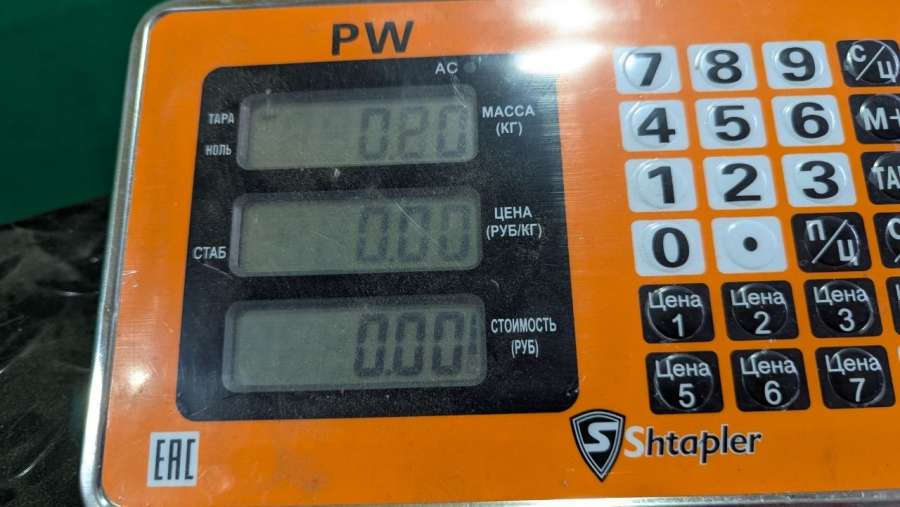 PW
AC
ТАРА
НОЛЬ
- 0.20
МАССА
(КГ)
СТАБ
0.00
ЦЕНА
(РУБ/КГ)
0.00
СТОИМОСТЬ
(РУБ)
7 8 9 С/Ц
4 5 6 М+
1 2 3
0 . П/Ц
Цена 1 Цена 2 Цена 3
Цена 5 Цена 6 Цена 7
EAC
S Shtapler